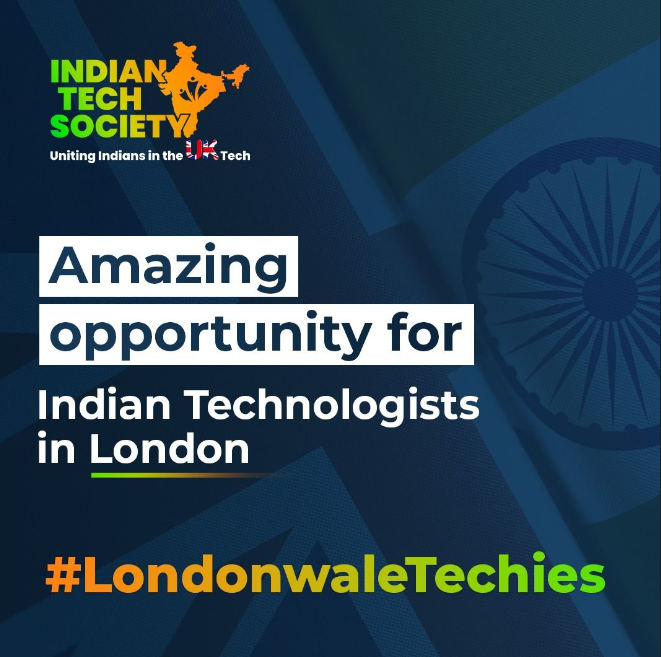 INDIAN
TECH
SOCIETY
Uniting Indians in the UK Tech
Amazing
opportunity for
Indian Technologists
in London
#LondonwaleTechies